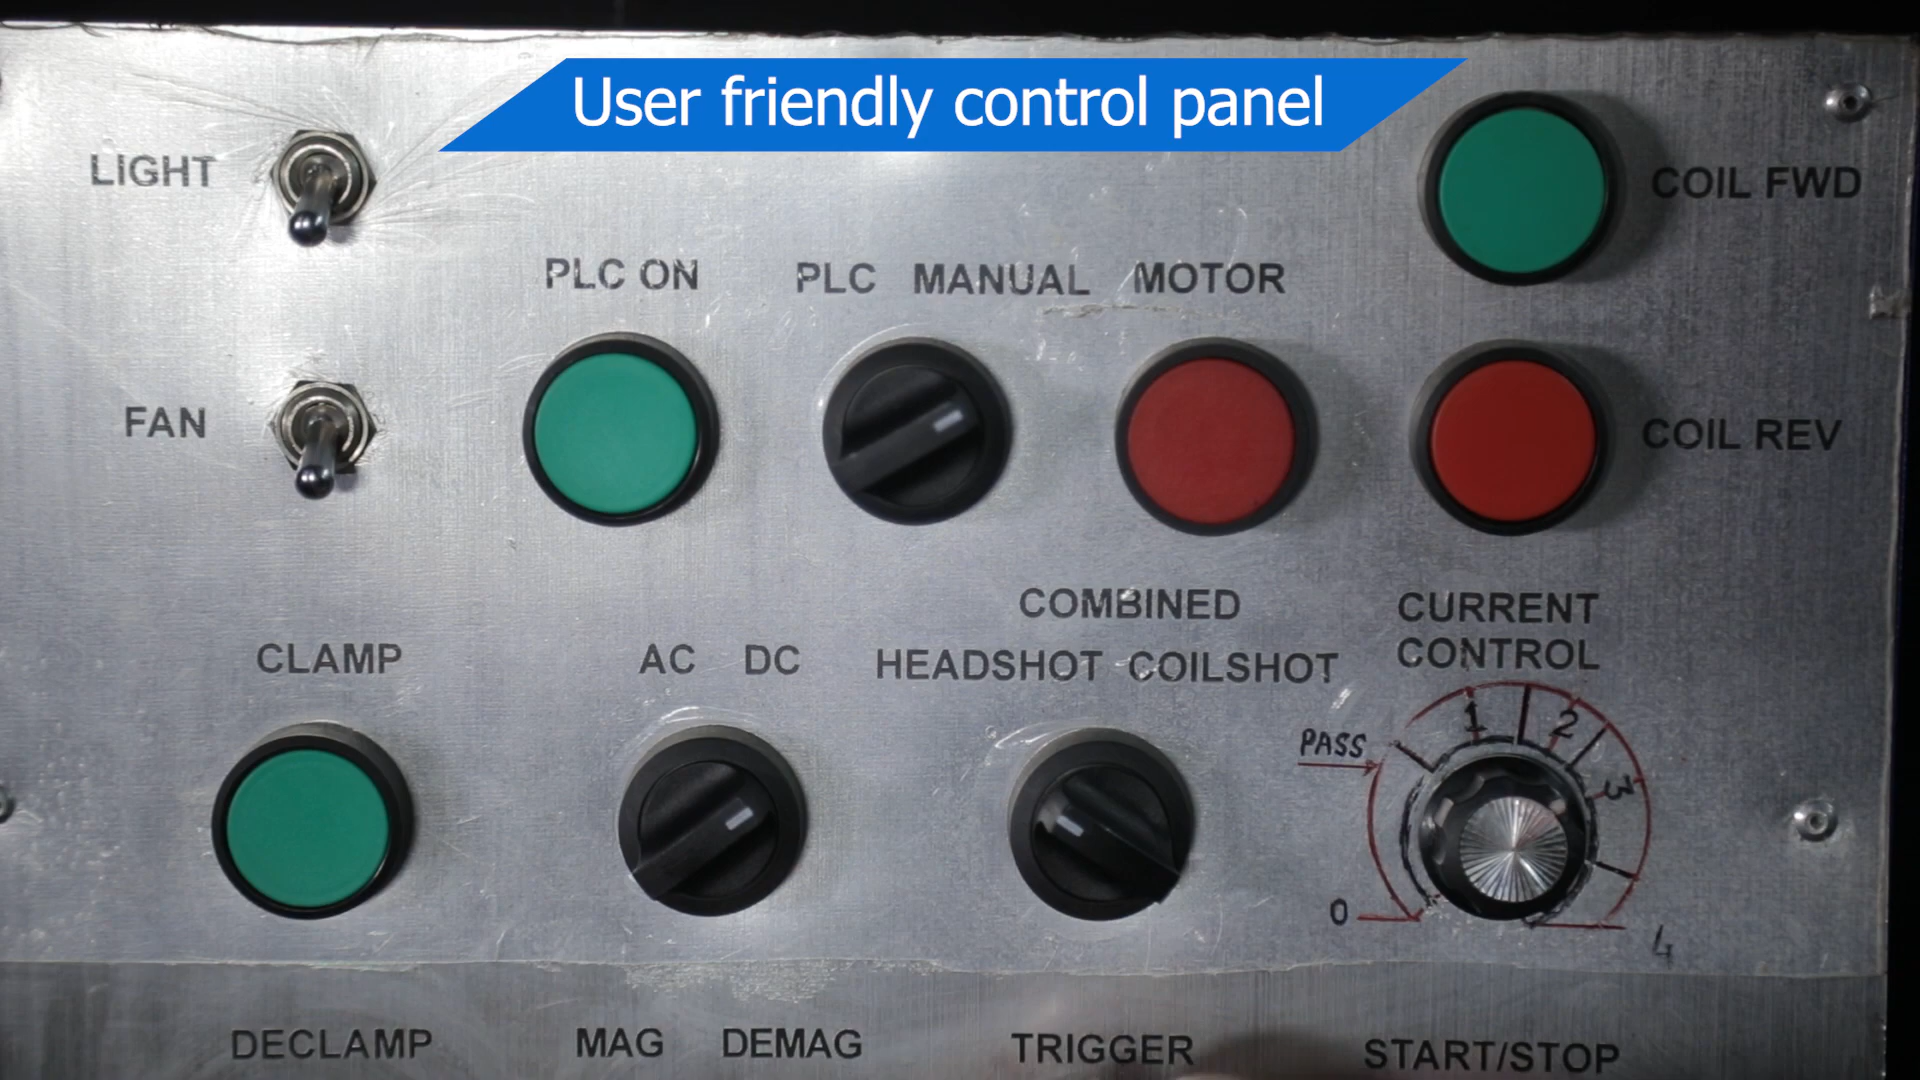 User friendly control panel
LIGHT
COIL FWD
PLC ON
PLC MANUAL MOTOR
FAN
COIL REV
COMBINED
CURRENT
CONTROL
CLAMP
AC DC
HEADSHOT COILSHOT
1
2
PASS
3
0
4
DECLAMP
MAG DEMAG
TRIGGER
START/STOP